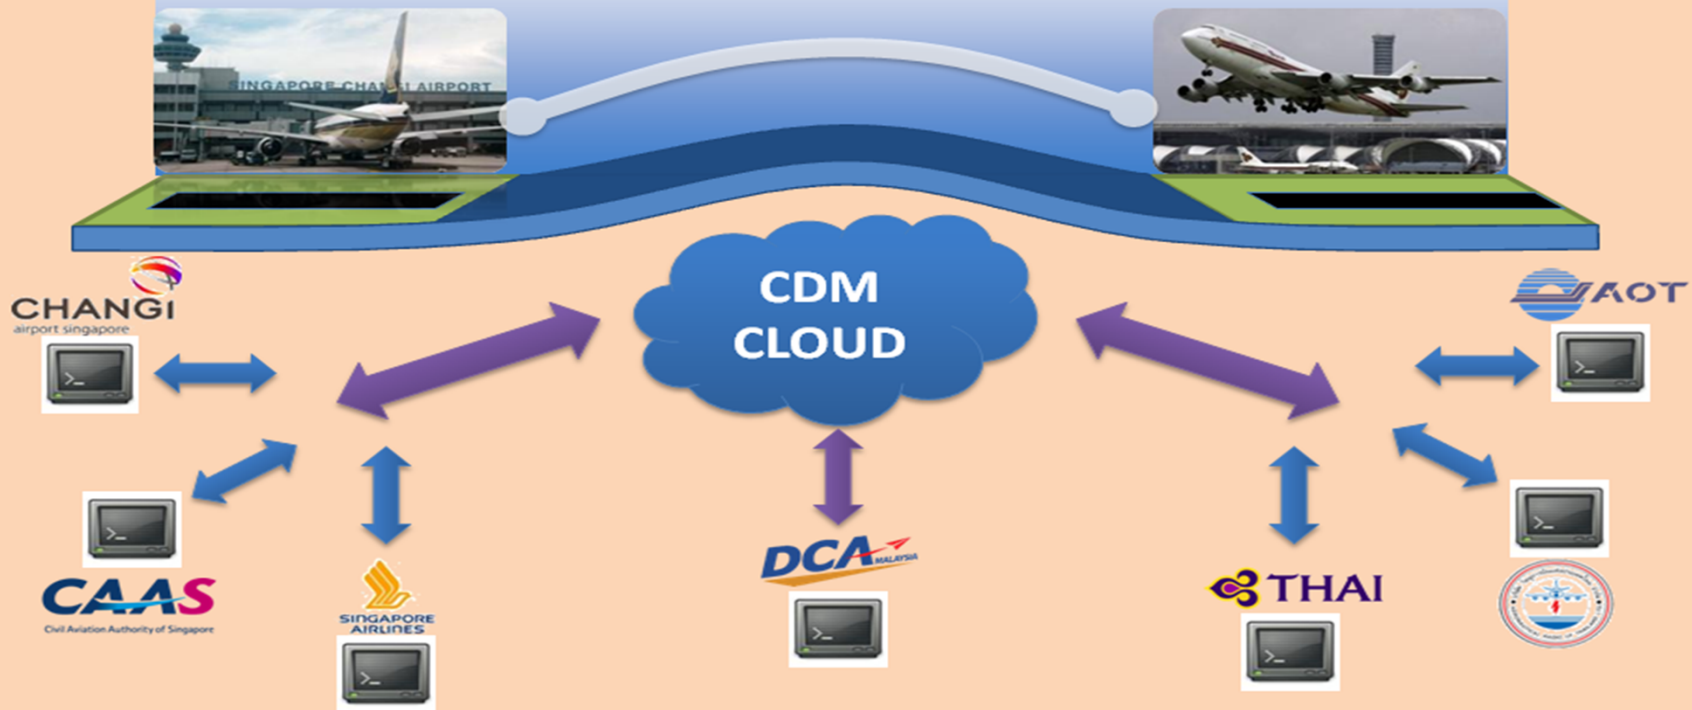 SINGAPORE CHANGI AIRPORT
CDM
CLOUD
CHANGI
airport singapore
AOT
>_
>_
>_
CAAS
Civil Aviation Authority of Singapore
SINGAPORE
AIRLINES
>_
DCA
MALAYSIA
>_
THAI
>_
>_